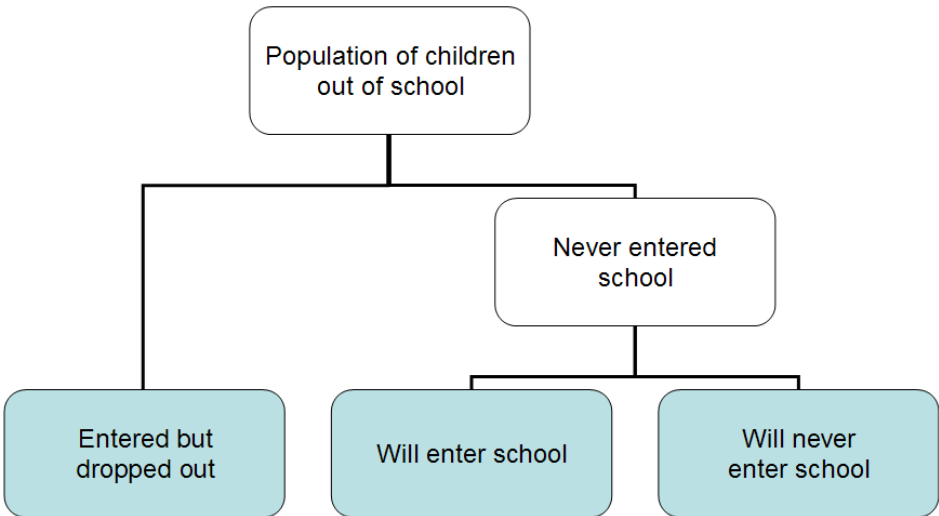 Population of children
out of school
Never entered
school
Entered but
dropped out
Will enter school
Will never
enter school